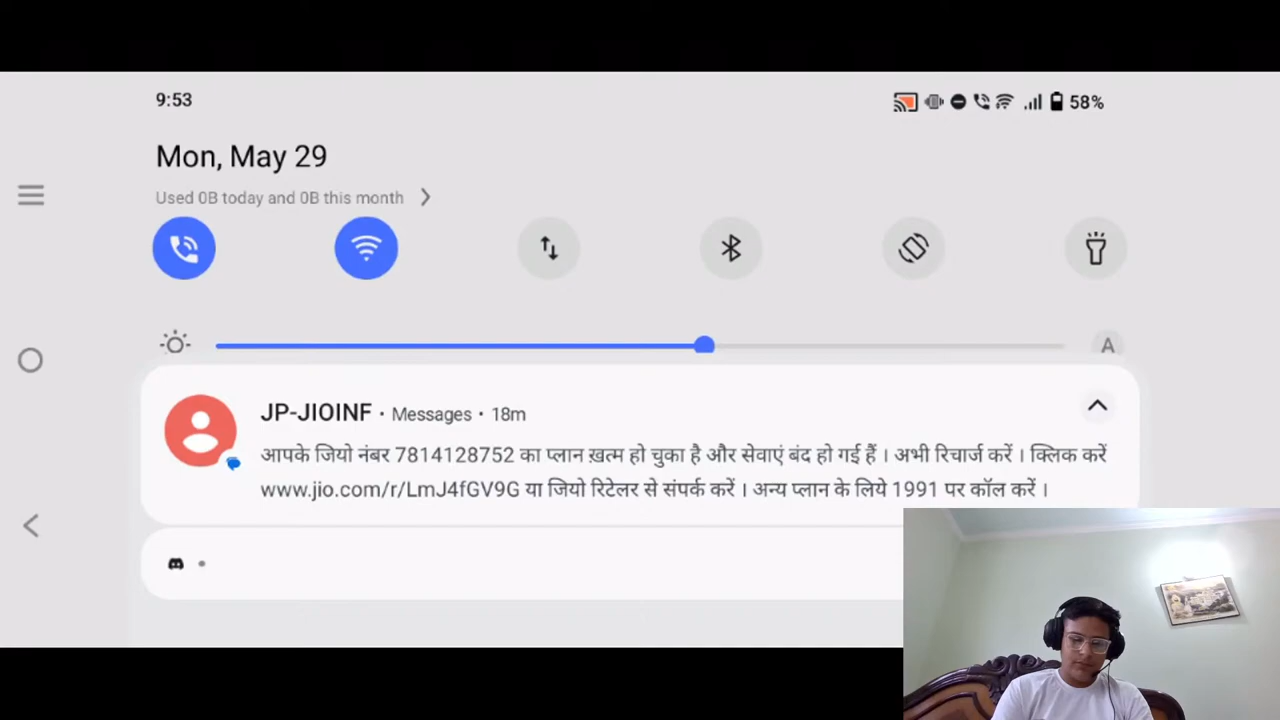 9:53
58%
Mon, May 29
Used 0B today and 0B this month
A
JP-JIOINF · Messages · 18m
आपके जियो नंबर 7814128752 का प्लान ख़त्म हो चुका है और सेवाएं बंद हो गई हैं । अभी रिचार्ज करें । क्लिक करें
www.jio.com/r/LmJ4fGV9G या जियो रिटेलर से संपर्क करें । अन्य प्लान के लिये 1991 पर कॉल करें ।